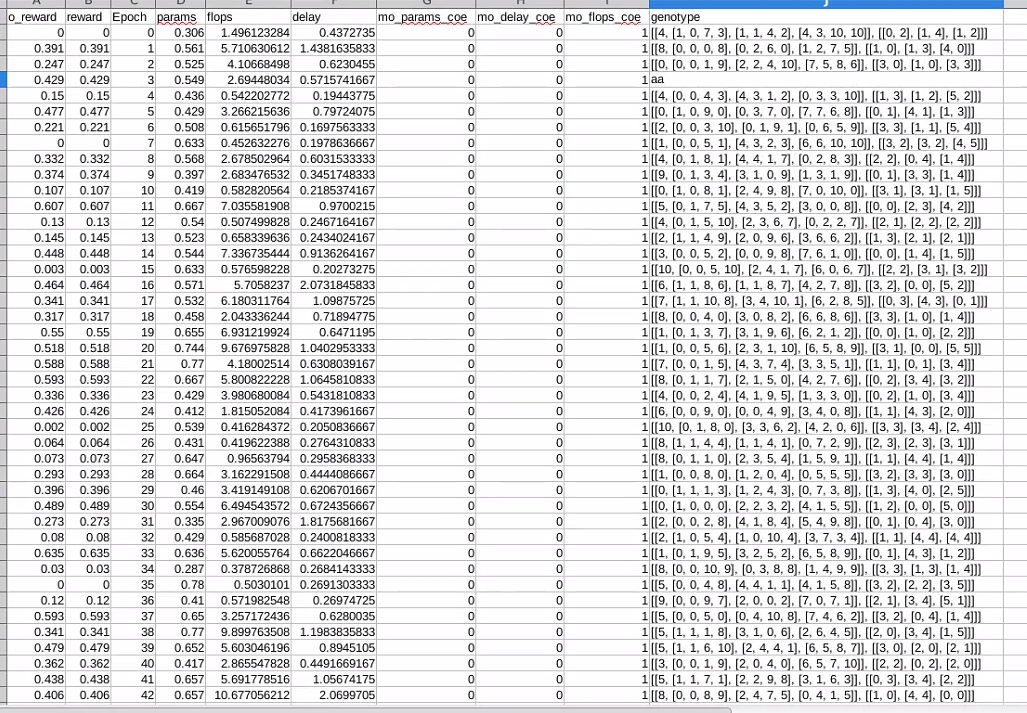 o_reward reward Epoch params flops delay mo_params_coe mo_delay_coe mo_flops_coe genotype
0 0 0 0.306 1.496123284 0.4372735 0 0 1 [[4, [1, 0, 7, 3], [1, 1, 4, 2], [4, 3, 10, 10]], [[0, 2], [1, 4], [1, 2]]]
0.391 0.391 1 0.561 5.710630612 1.4381635833 0 0 1 [[8, [0, 0, 0, 8], [0, 2, 6, 0], [1, 2, 7, 5]], [[1, 0], [1, 3], [4, 0]]]
0.247 0.247 2 0.525 4.10668498 0.6230455 0 0 1 [[0, [0, 0, 1, 9], [2, 2, 4, 10], [7, 5, 8, 6]], [[3, 0], [1, 0], [3, 3]]]
0.429 0.429 3 0.549 2.69448034 0.5715741667 0 0 1 aa
0.15 0.15 4 0.436 0.542202772 0.19443775 0 0 1 [[4, [0, 0, 4, 3], [4, 3, 1, 2], [0, 3, 3, 10]], [[1, 3], [1, 2], [5, 2]]]
0.477 0.477 5 0.429 3.266215636 0.79724075 0 0 1 [[0, [1, 0, 9, 0], [0, 3, 7, 0], [7, 7, 6, 8]], [[0, 1], [4, 1], [1, 3]]]
0.221 0.221 6 0.508 0.615651796 0.1697563333 0 0 1 [[2, [0, 0, 3, 10], [0, 1, 9, 1], [0, 6, 5, 9]], [[3, 3], [1, 1], [5, 4]]]
0 0 7 0.633 0.452632276 0.1978636667 0 0 1 [[1, [0, 0, 5, 1], [4, 3, 2, 3], [6, 6, 10, 10]], [[3, 2], [3, 2], [4, 5]]]
0.332 0.332 8 0.568 2.678502964 0.6031533333 0 0 1 [[4, [0, 1, 8, 1], [4, 4, 1, 7], [0, 2, 8, 3]], [[2, 2], [0, 4], [1, 4]]]
0.374 0.374 9 0.397 2.683476532 0.3451748333 0 0 1 [[9, [0, 1, 3, 4], [3, 1, 0, 9], [1, 3, 1, 9]], [[0, 1], [3, 3], [1, 4]]]
0.107 0.107 10 0.419 0.582820564 0.2185374167 0 0 1 [[0, [1, 0, 8, 1], [2, 4, 9, 8], [7, 0, 10, 0]], [[3, 1], [3, 1], [1, 5]]]
0.607 0.607 11 0.667 7.035581908 0.9700215 0 0 1 [[5, [0, 1, 7, 5], [4, 3, 5, 2], [3, 0, 0, 8]], [[0, 0], [2, 3], [4, 2]]]
0.13 0.13 12 0.54 0.507499828 0.2467164167 0 0 1 [[4, [0, 1, 5, 10], [2, 3, 6, 7], [0, 2, 2, 7]], [[2, 1], [2, 2], [2, 2]]]
0.145 0.145 13 0.523 0.658339636 0.2434024167 0 0 1 [[2, [1, 1, 4, 9], [2, 0, 9, 6], [3, 6, 6, 2]], [[1, 3], [2, 1], [2, 1]]]
0.448 0.448 14 0.544 7.336735444 0.9136264167 0 0 1 [[3, [0, 0, 5, 2], [0, 0, 9, 8], [7, 6, 1, 0]], [[0, 0], [1, 4], [1, 5]]]
0.003 0.003 15 0.633 0.576598228 0.20273275 0 0 1 [[10, [0, 0, 5, 10], [2, 4, 1, 7], [6, 0, 6, 7]], [[2, 2], [3, 1], [3, 2]]]
0.464 0.464 16 0.571 5.7058237 2.0731845833 0 0 1 [[6, [1, 1, 8, 6], [1, 1, 8, 7], [4, 2, 7, 8]], [[3, 2], [0, 0], [5, 2]]]
0.341 0.341 17 0.532 6.180311764 1.09875725 0 0 1 [[7, [1, 1, 10, 8], [3, 4, 10, 1], [6, 2, 8, 5]], [[0, 3], [4, 3], [0, 1]]]
0.317 0.317 18 0.458 2.043336244 0.71894775 0 0 1 [[8, [0, 0, 4, 0], [3, 0, 8, 2], [6, 6, 8, 6]], [[3, 3], [1, 0], [1, 4]]]
0.55 0.55 19 0.655 6.931219924 0.6471195 0 0 1 [[1, [0, 1, 3, 7], [3, 1, 9, 6], [6, 2, 1, 2]], [[0, 0], [1, 0], [2, 2]]]
0.518 0.518 20 0.744 9.676975828 1.0402953333 0 0 1 [[1, [0, 0, 5, 6], [2, 3, 1, 10], [6, 5, 8, 9]], [[3, 1], [0, 0], [5, 5]]]
0.588 0.588 21 0.77 4.18002514 0.6308039167 0 0 1 [[7, [0, 0, 1, 5], [4, 3, 7, 4], [3, 3, 5, 1]], [[1, 1], [0, 1], [3, 4]]]
0.593 0.593 22 0.667 5.800822228 1.0645810833 0 0 1 [[8, [0, 1, 1, 7], [2, 1, 5, 0], [4, 2, 7, 6]], [[0, 2], [3, 4], [3, 2]]]
0.336 0.336 23 0.429 3.980680084 0.5431810833 0 0 1 [[4, [0, 0, 2, 4], [4, 1, 9, 5], [1, 3, 3, 0]], [[0, 2], [1, 0], [3, 4]]]
0.426 0.426 24 0.412 1.815052084 0.4173961667 0 0 1 [[6, [0, 0, 9, 0], [0, 0, 4, 9], [3, 4, 0, 8]], [[1, 1], [4, 3], [2, 0]]]
0.002 0.002 25 0.539 0.416284372 0.2050836667 0 0 1 [[10, [0, 1, 8, 0], [3, 3, 6, 2], [4, 2, 0, 6]], [[3, 3], [3, 4], [2, 4]]]
0.064 0.064 26 0.431 0.419622388 0.2764310833 0 0 1 [[8, [1, 1, 4, 4], [1, 1, 4, 1], [0, 7, 2, 9]], [[2, 3], [2, 3], [3, 1]]]
0.073 0.073 27 0.647 0.96563794 0.2958368333 0 0 1 [[8, [0, 1, 1, 0], [2, 3, 5, 4], [1, 5, 9, 1]], [[1, 1], [4, 4], [1, 4]]]
0.293 0.293 28 0.664 3.162291508 0.4444086667 0 0 1 [[1, [0, 0, 8, 0], [1, 2, 0, 4], [0, 5, 5, 5]], [[3, 2], [3, 3], [3, 0]]]
0.396 0.396 29 0.46 3.419149108 0.6206701667 0 0 1 [[0, [1, 1, 1, 3], [1, 2, 4, 3], [0, 7, 3, 8]], [[1, 3], [4, 0], [2, 5]]]
0.489 0.489 30 0.554 6.494543572 0.6724356667 0 0 1 [[0, [1, 0, 0, 0], [2, 2, 3, 2], [4, 1, 5, 5]], [[1, 2], [0, 0], [5, 0]]]
0.273 0.273 31 0.335 2.967009076 1.8175681667 0 0 1 [[2, [0, 0, 2, 8], [4, 1, 8, 4], [5, 4, 9, 8]], [[0, 1], [0, 4], [3, 0]]]
0.08 0.08 32 0.429 0.585687028 0.2400818333 0 0 1 [[2, [1, 0, 5, 4], [1, 0, 10, 4], [3, 7, 3, 4]], [[1, 1], [4, 4], [4, 4]]]
0.635 0.635 33 0.636 5.620055764 0.6622046667 0 0 1 [[1, [0, 1, 9, 5], [3, 2, 5, 2], [6, 5, 8, 9]], [[0, 1], [4, 3], [1, 2]]]
0.03 0.03 34 0.287 0.378726868 0.2684143333 0 0 1 [[8, [0, 0, 10, 9], [0, 3, 8, 8], [1, 4, 9, 9]], [[3, 3], [1, 3], [1, 4]]]
0 0 35 0.78 0.5030101 0.2691303333 0 0 1 [[5, [0, 0, 4, 8], [4, 4, 1, 1], [4, 1, 5, 8]], [[3, 2], [2, 2], [3, 5]]]
0.12 0.12 36 0.41 0.571982548 0.26974725 0 0 1 [[9, [0, 0, 9, 7], [2, 0, 0, 2], [7, 0, 7, 1]], [[2, 1], [3, 4], [5, 1]]]
0.593 0.593 37 0.65 3.257172436 0.6280035 0 0 1 [[5, [0, 0, 5, 0], [0, 4, 10, 8], [7, 4, 6, 2]], [[3, 2], [0, 4], [1, 4]]]
0.341 0.341 38 0.77 9.899763508 1.1983835833 0 0 1 [[5, [1, 1, 1, 8], [3, 1, 0, 6], [2, 6, 4, 5]], [[2, 0], [3, 4], [1, 5]]]
0.479 0.479 39 0.652 5.603046196 0.8945105 0 0 1 [[5, [1, 1, 6, 10], [2, 4, 4, 1], [6, 5, 8, 7]], [[3, 0], [2, 0], [2, 1]]]
0.362 0.362 40 0.417 2.865547828 0.4491669167 0 0 1 [[3, [0, 0, 1, 9], [2, 0, 4, 0], [6, 5, 7, 10]], [[2, 2], [0, 2], [2, 0]]]
0.438 0.438 41 0.657 5.691778516 1.05674175 0 0 1 [[5, [1, 1, 7, 1], [2, 2, 9, 8], [3, 1, 6, 3]], [[0, 3], [3, 4], [2, 2]]]
0.406 0.406 42 0.657 10.677056212 2.0699705 0 0 1 [[8, [0, 0, 8, 9], [2, 4, 7, 5], [0, 4, 1, 5]], [[1, 0], [4, 4], [0, 0]]]